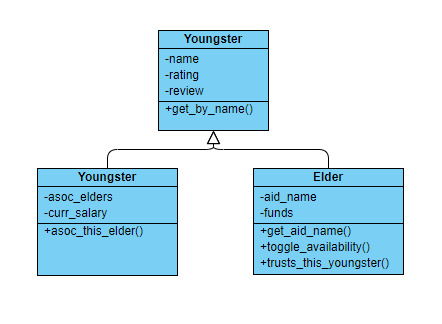 Youngster
-name
-rating
-review
+get_by_name()
Youngster
-asoc_elders
-curr_salary
+asoc_this_elder()
Elder
-aid_name
-funds
+get_aid_name()
+toggle_availability()
+trusts_this_youngster()